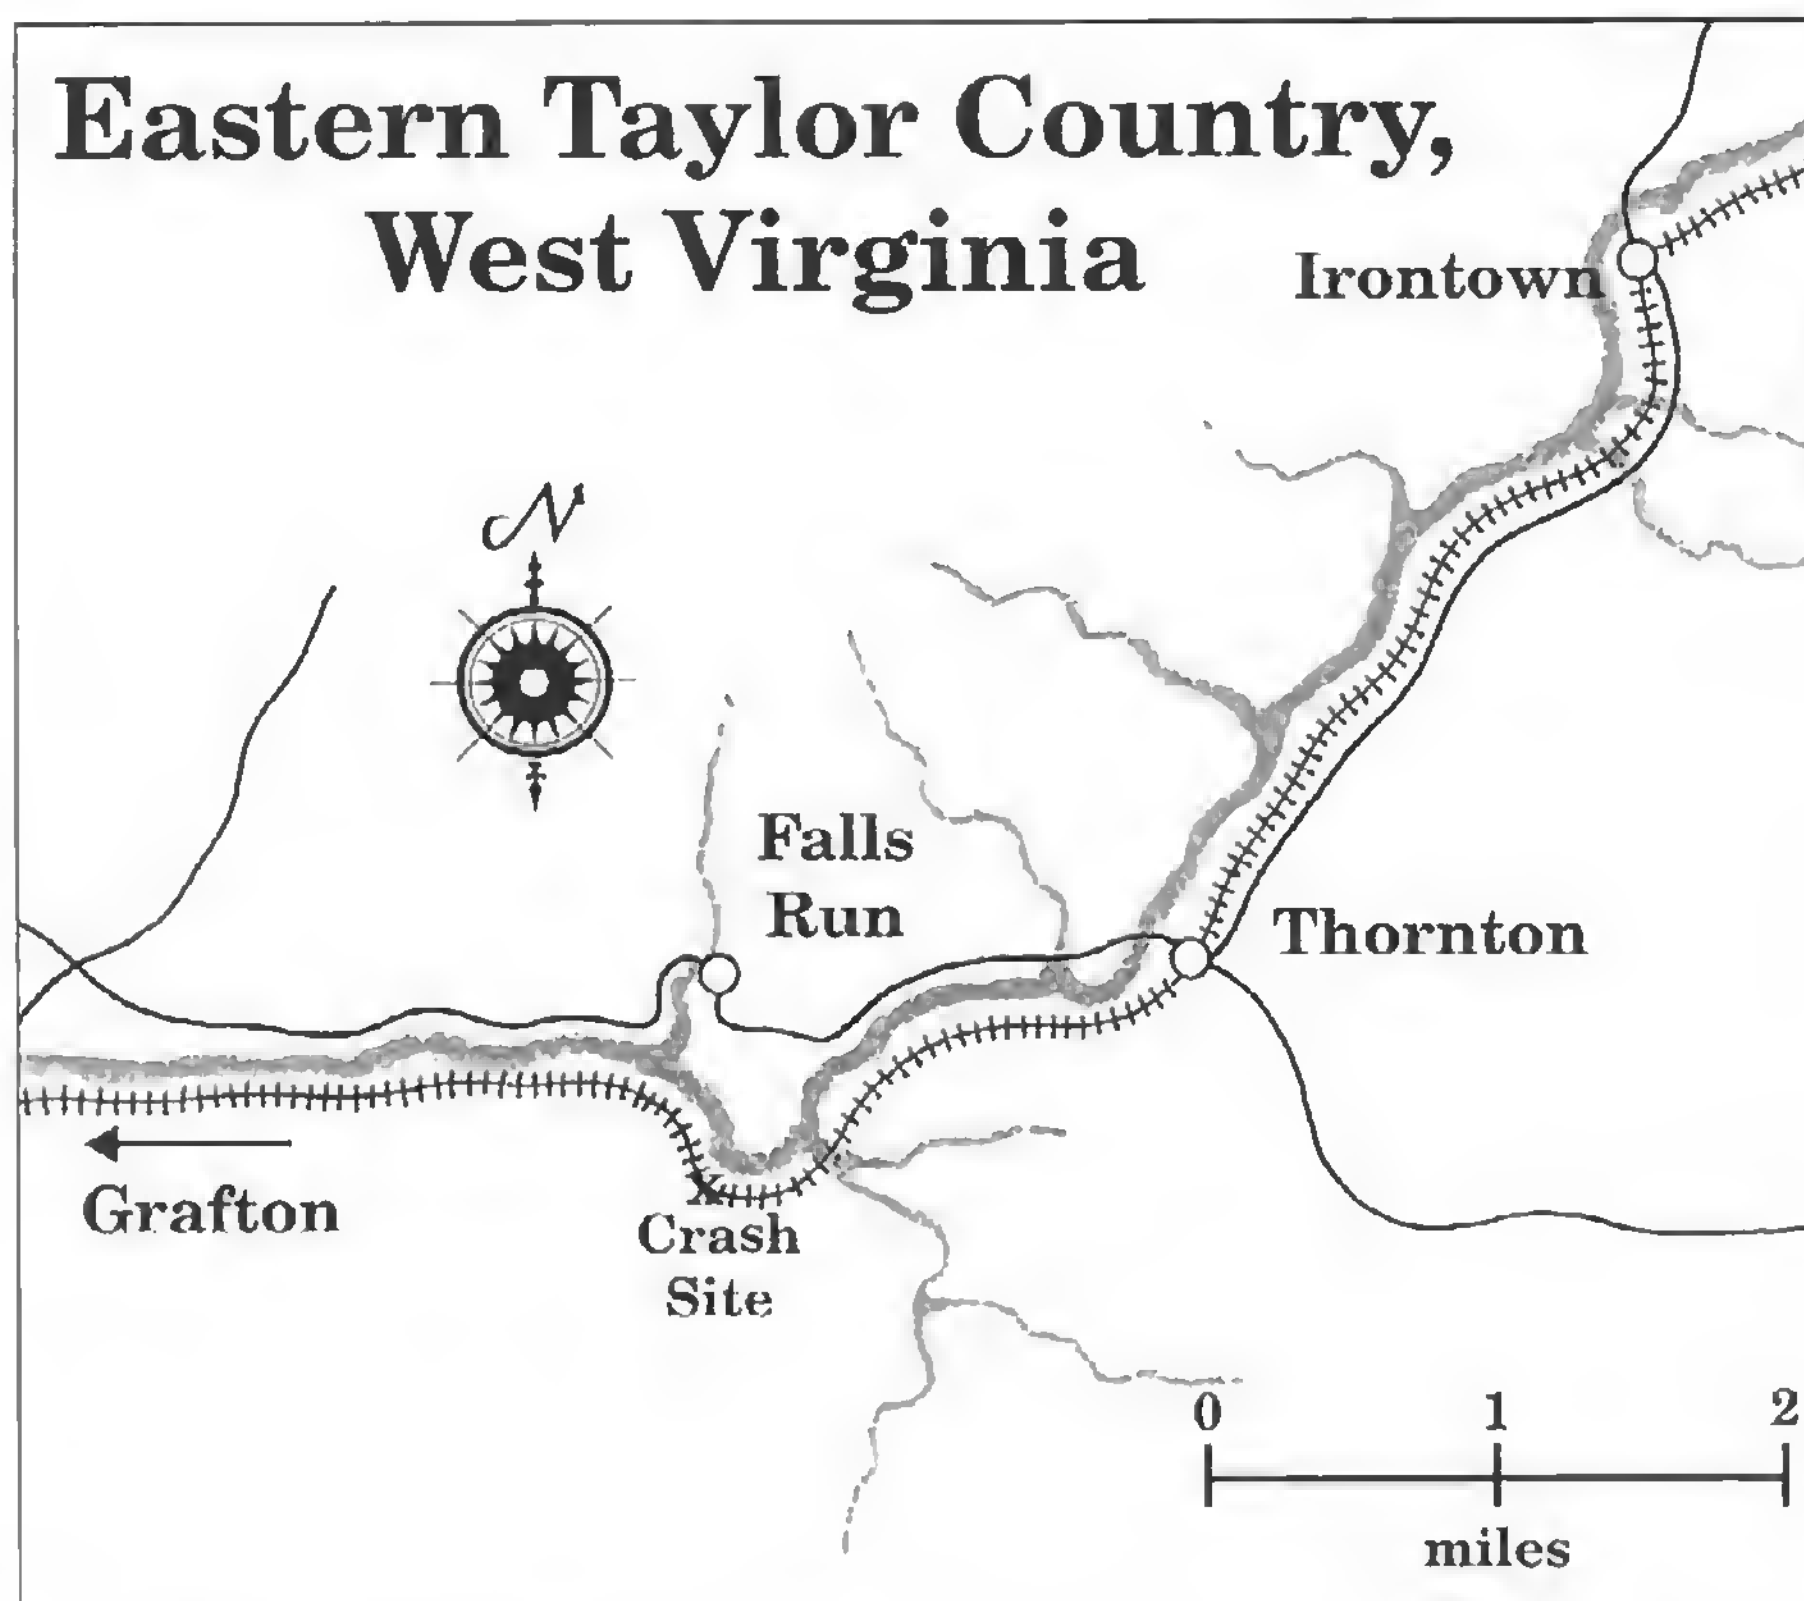 Eastern Taylor Country,
West Virginia
Irontown
N
Falls
Run
Thornton
Grafton
X
Crash
Site
0 1 2
miles